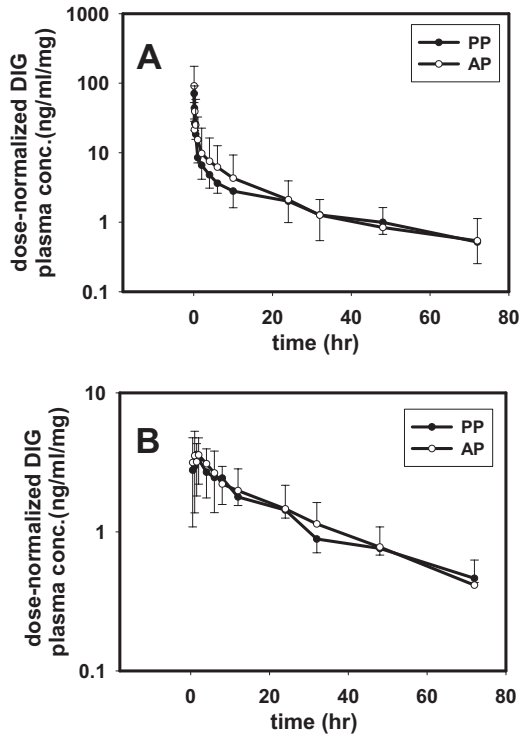 1000
A
PP
AP
100
10
1
0.1
dose-normalized DIG
plasma conc.(ng/ml/mg)
0 20 40 60 80
time (hr)
10
B
PP
AP
1
0.1
dose-normalized DIG
plasma conc.(ng/ml/mg)
0 20 40 60 80
time (hr)